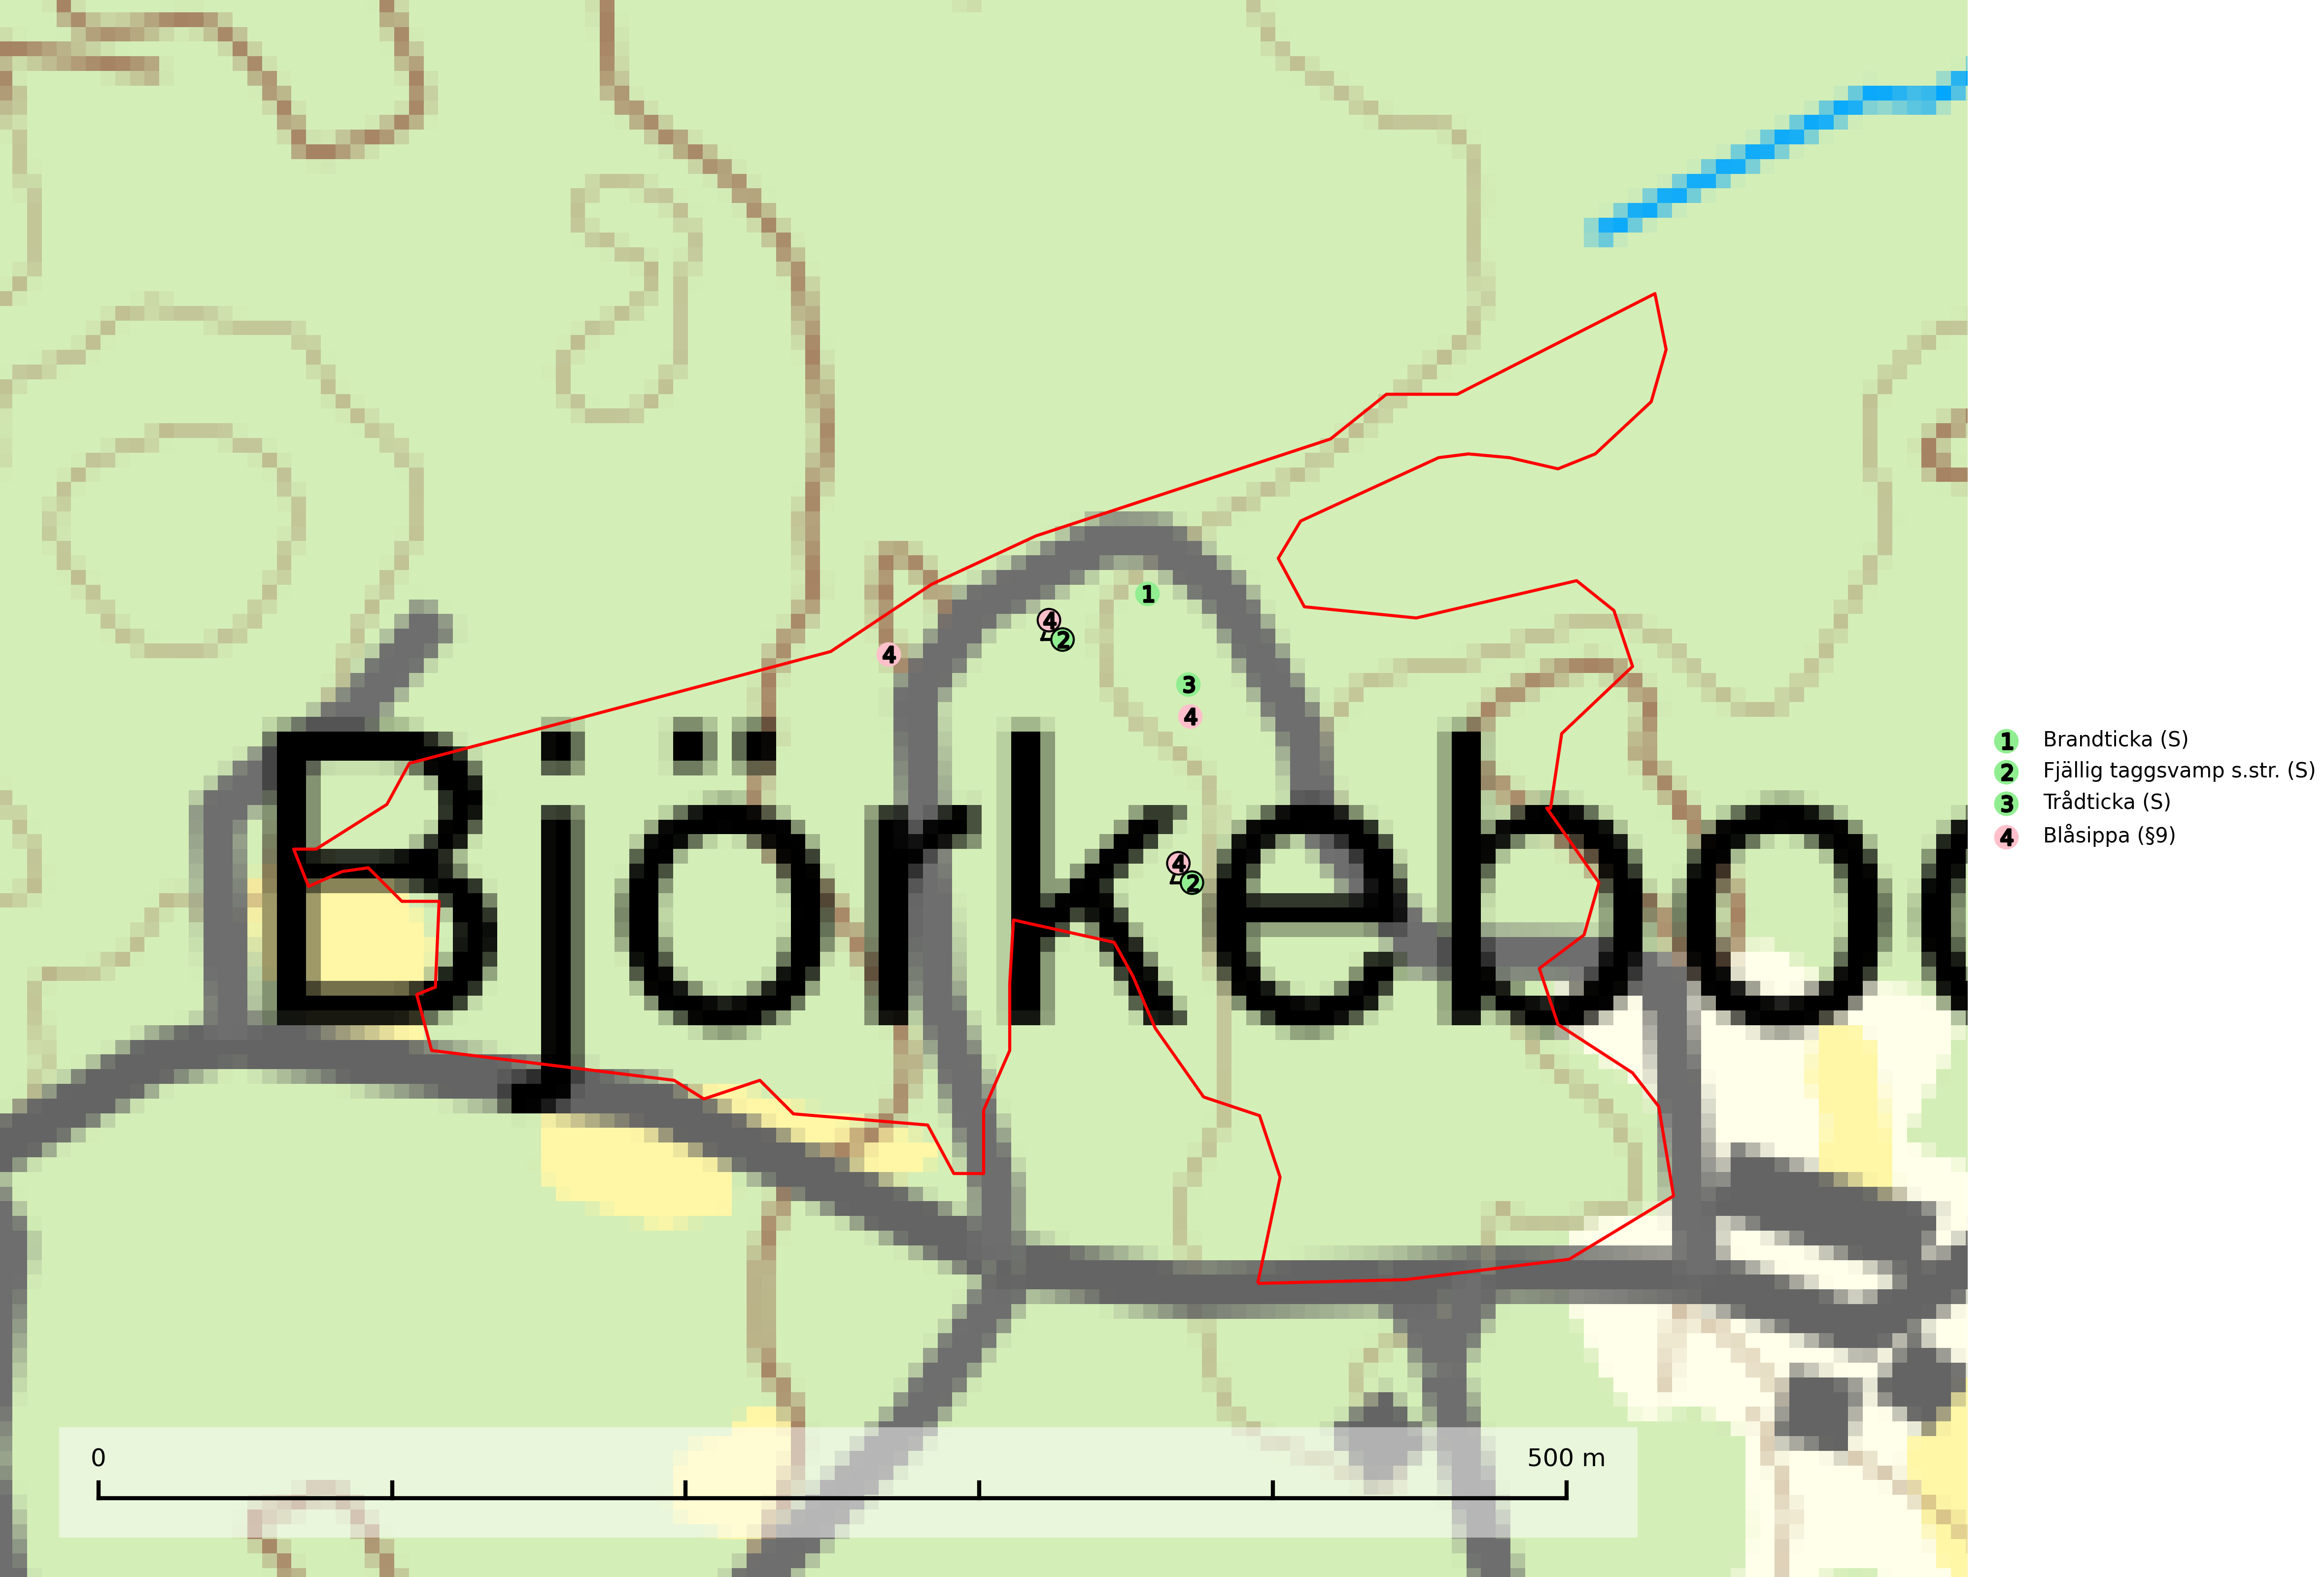 1
4
2
4
3
4
Björkeboo
4
2
0 500 m
1 Brandticka (S)
2 Fjällig taggsvamp s.str. (S)
3 Trådticka (S)
4 Blåsippa (§9)